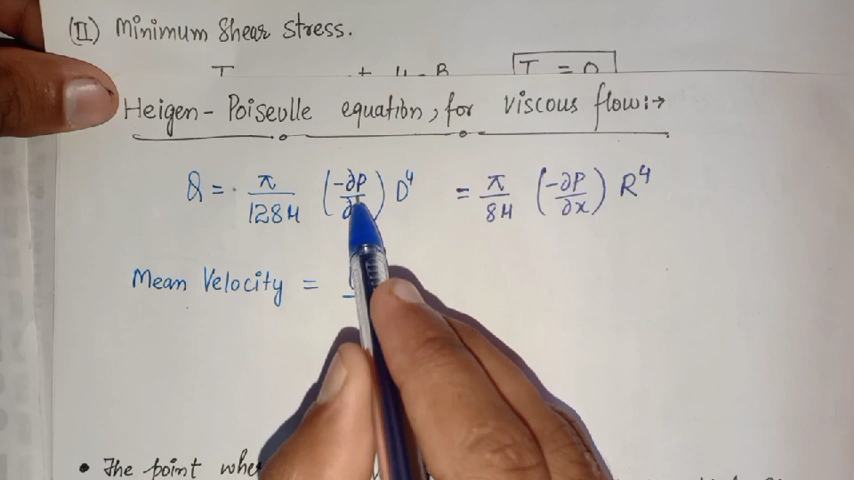 (II) Minimum Shear Stress.
T + μ B T = 0
Heigen - Poiseulle equation, for viscous flow:→
Q = π/128μ (-∂P/∂) D⁴ = π/8μ (-∂P/∂x) R⁴
Mean Velocity =
• The point whe